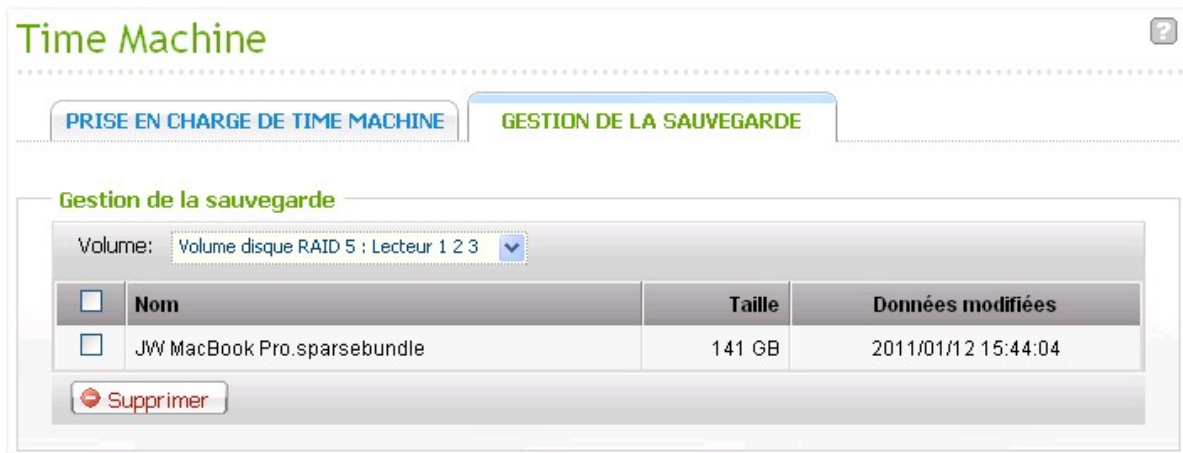 Time Machine
?
PRISE EN CHARGE DE TIME MACHINE GESTION DE LA SAUVEGARDE
Gestion de la sauvegarde
Volume: Volume disque RAID 5 : Lecteur 1 2 3
Nom Taille Données modifiées
JW MacBook Pro.sparsebundle 141 GB 2011/01/12 15:44:04
Supprimer